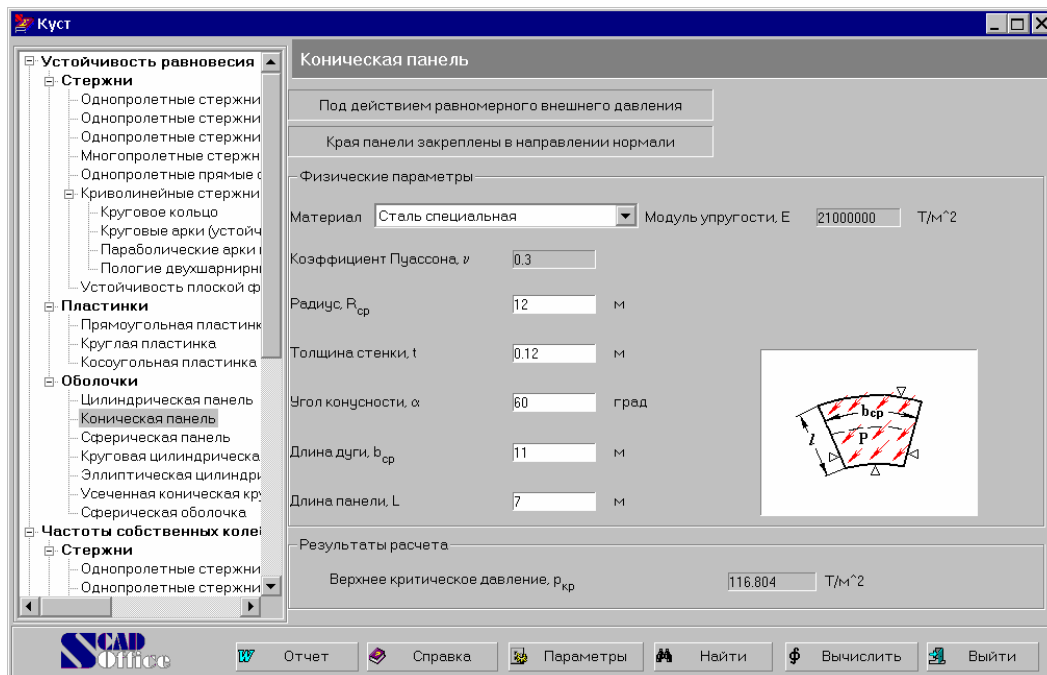 Куст
Устойчивость равновесия
Стержни
Однопролетные стержни
Однопролетные стержни
Однопролетные стержни
Многопролетные стержн
Однопролетные прямые с
Криволинейные стержни
Круговое кольцо
Круговые арки (устойч
Параболические арки
Пологие двухшарнирн
Устойчивость плоской ф
Пластинки
Прямоугольная пластинк
Круглая пластинка
Косоугольная пластинка
Оболочки
Цилиндрическая панель
Коническая панель
Сферическая панель
Круговая цилиндрическа
Эллиптическая цилиндри
Усеченная коническая кру
Сферическая оболочка
Частоты собственных колеб
Стержни
Однопролетные стержни
Однопролетные стержни
Коническая панель
Под действием равномерного внешнего давления
Края панели закреплены в направлении нормали
Физические параметры
Материал Сталь специальная Модуль упругости, E 21000000 Т/м^2
Коэффициент Пуассона, ν 0.3
Радиус, Rср 12 м
Толщина стенки, t 0.12 м
Угол конусности, α 60 град
Длина дуги, bср 11 м
Длина панели, L 7 м
bср
l
P
Результаты расчета
Верхнее критическое давление, pкр 116.804 Т/м^2
SCAD
Office
Отчет Справка Параметры Найти Вычислить Выйти